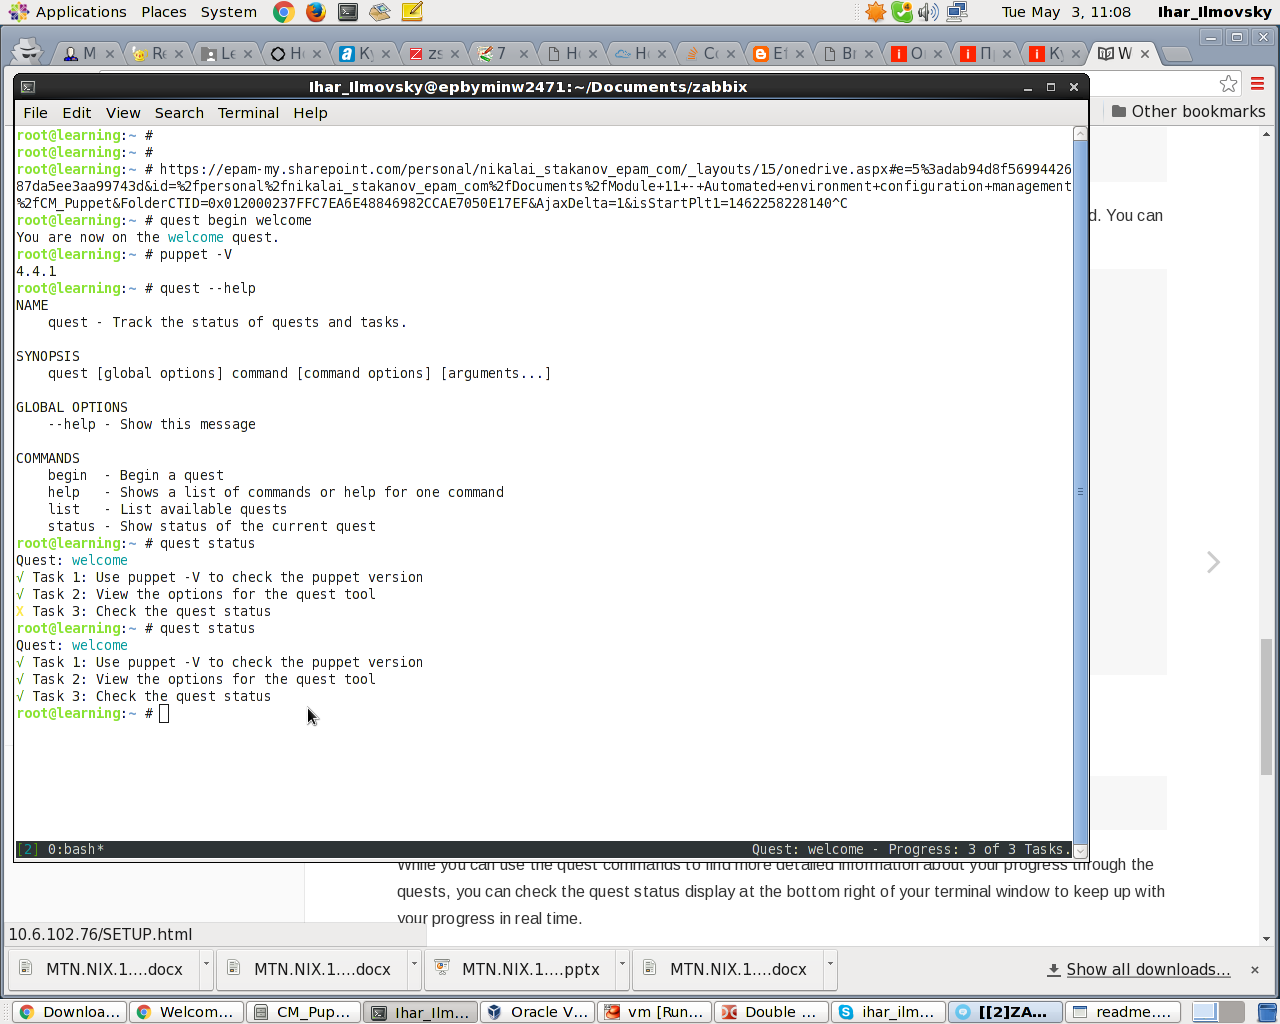 Applications Places System Tue May 3, 11:08 Ihar_Ilmovsky
M Re Le Ho Ky zs 7 He He Co Ef Br Ky W
Ihar_Ilmovsky@epbyminw2471:~/Documents/zabbix
Other bookmarks
File Edit View Search Terminal Help
root@learning:~ #
root@learning:~ #
root@learning:~ # https://epam-my.sharepoint.com/personal/nikalai_stakanov_epam_com/_layouts/15/onedrive.aspx#e=5%3adab94d8f56994426
87da5ee3aa99743d&id=%2fpersonal%2fnikalai_stakanov_epam_com%2fDocuments%2fModule+11+-+Automated+environment+configuration+management
%2fCM_Puppet&FolderCTID=0x012000237FFC7EA6E48846982CCAE7050E17EF&AjaxDelta=1&isStartPlt1=1462258228140^C
d. You can
root@learning:~ # quest begin welcome
You are now on the welcome quest.
root@learning:~ # puppet -V
4.4.1
root@learning:~ # quest --help
NAME
quest - Track the status of quests and tasks.
SYNOPSIS
quest [global options] command [command options] [arguments...]
GLOBAL OPTIONS
--help - Show this message
COMMANDS
begin - Begin a quest
help - Shows a list of commands or help for one command
list - List available quests
status - Show status of the current quest
root@learning:~ # quest status
Quest: welcome
√ Task 1: Use puppet -V to check the puppet version
√ Task 2: View the options for the quest tool
X Task 3: Check the quest status
root@learning:~ # quest status
Quest: welcome
√ Task 1: Use puppet -V to check the puppet version
√ Task 2: View the options for the quest tool
√ Task 3: Check the quest status
root@learning:~ #
[2] 0:bash* Quest: welcome - Progress: 3 of 3 Tasks.
While you can use the quest commands to find more detailed information about your progress through the
quests, you can check the quest status display at the bottom right of your terminal window to keep up with
your progress in real time.
10.6.102.76/SETUP.html
MTN.NIX.1....docx MTN.NIX.1....docx MTN.NIX.1....pptx MTN.NIX.1....docx Show all downloads...
Downloa... Welcom... CM_Pup... Ihar_Ilm... Oracle V... vm [Run... Double ... ihar_ilm... [[2]ZA... readme....